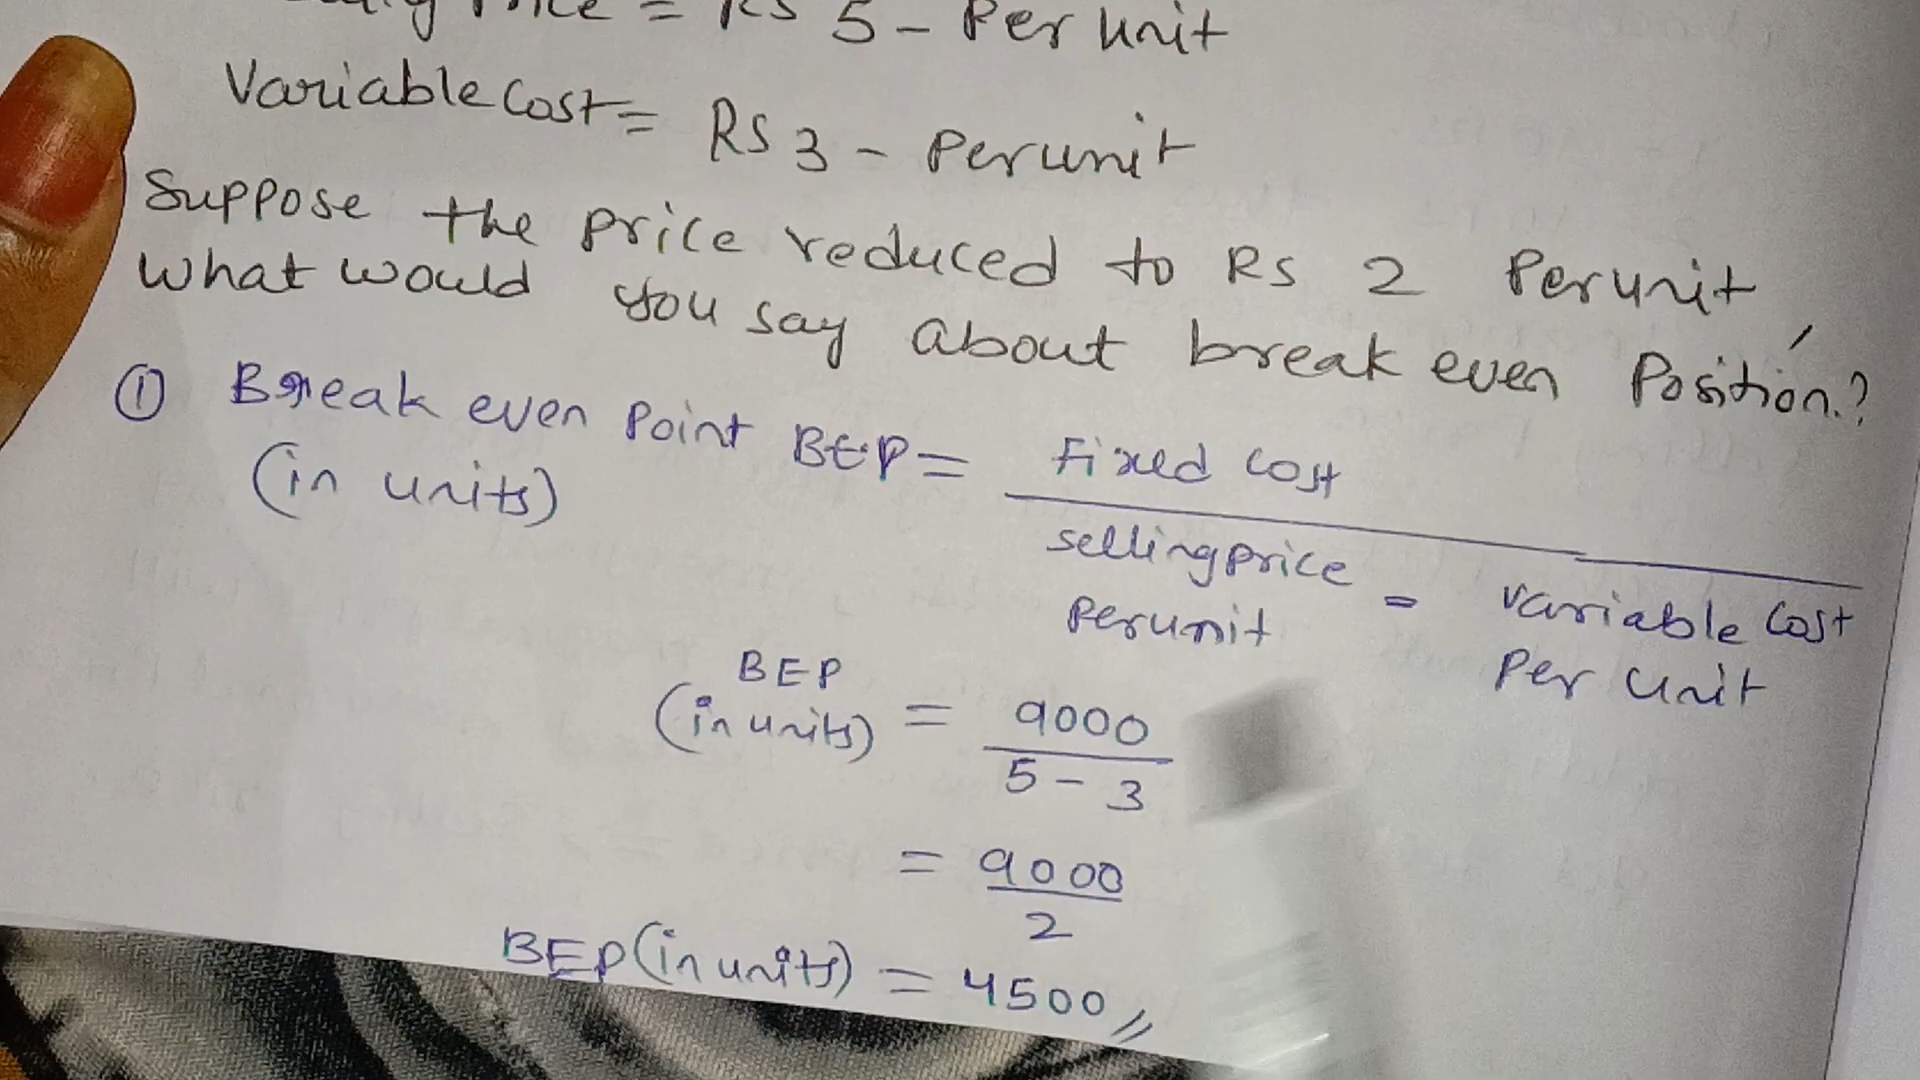 Price = Rs 5 - Per unit
Variable Cost = RS 3 - Per unit
Suppose the price reduced to Rs 2 Per unit,
what would you say about break even Position.?
① Break even Point BEP = Fixed cost
(in units)
selling price per unit - variable cost Per unit
BEP
(in units) = 9000
5 - 3
= 9000
2
BEP (in units) = 4500 //